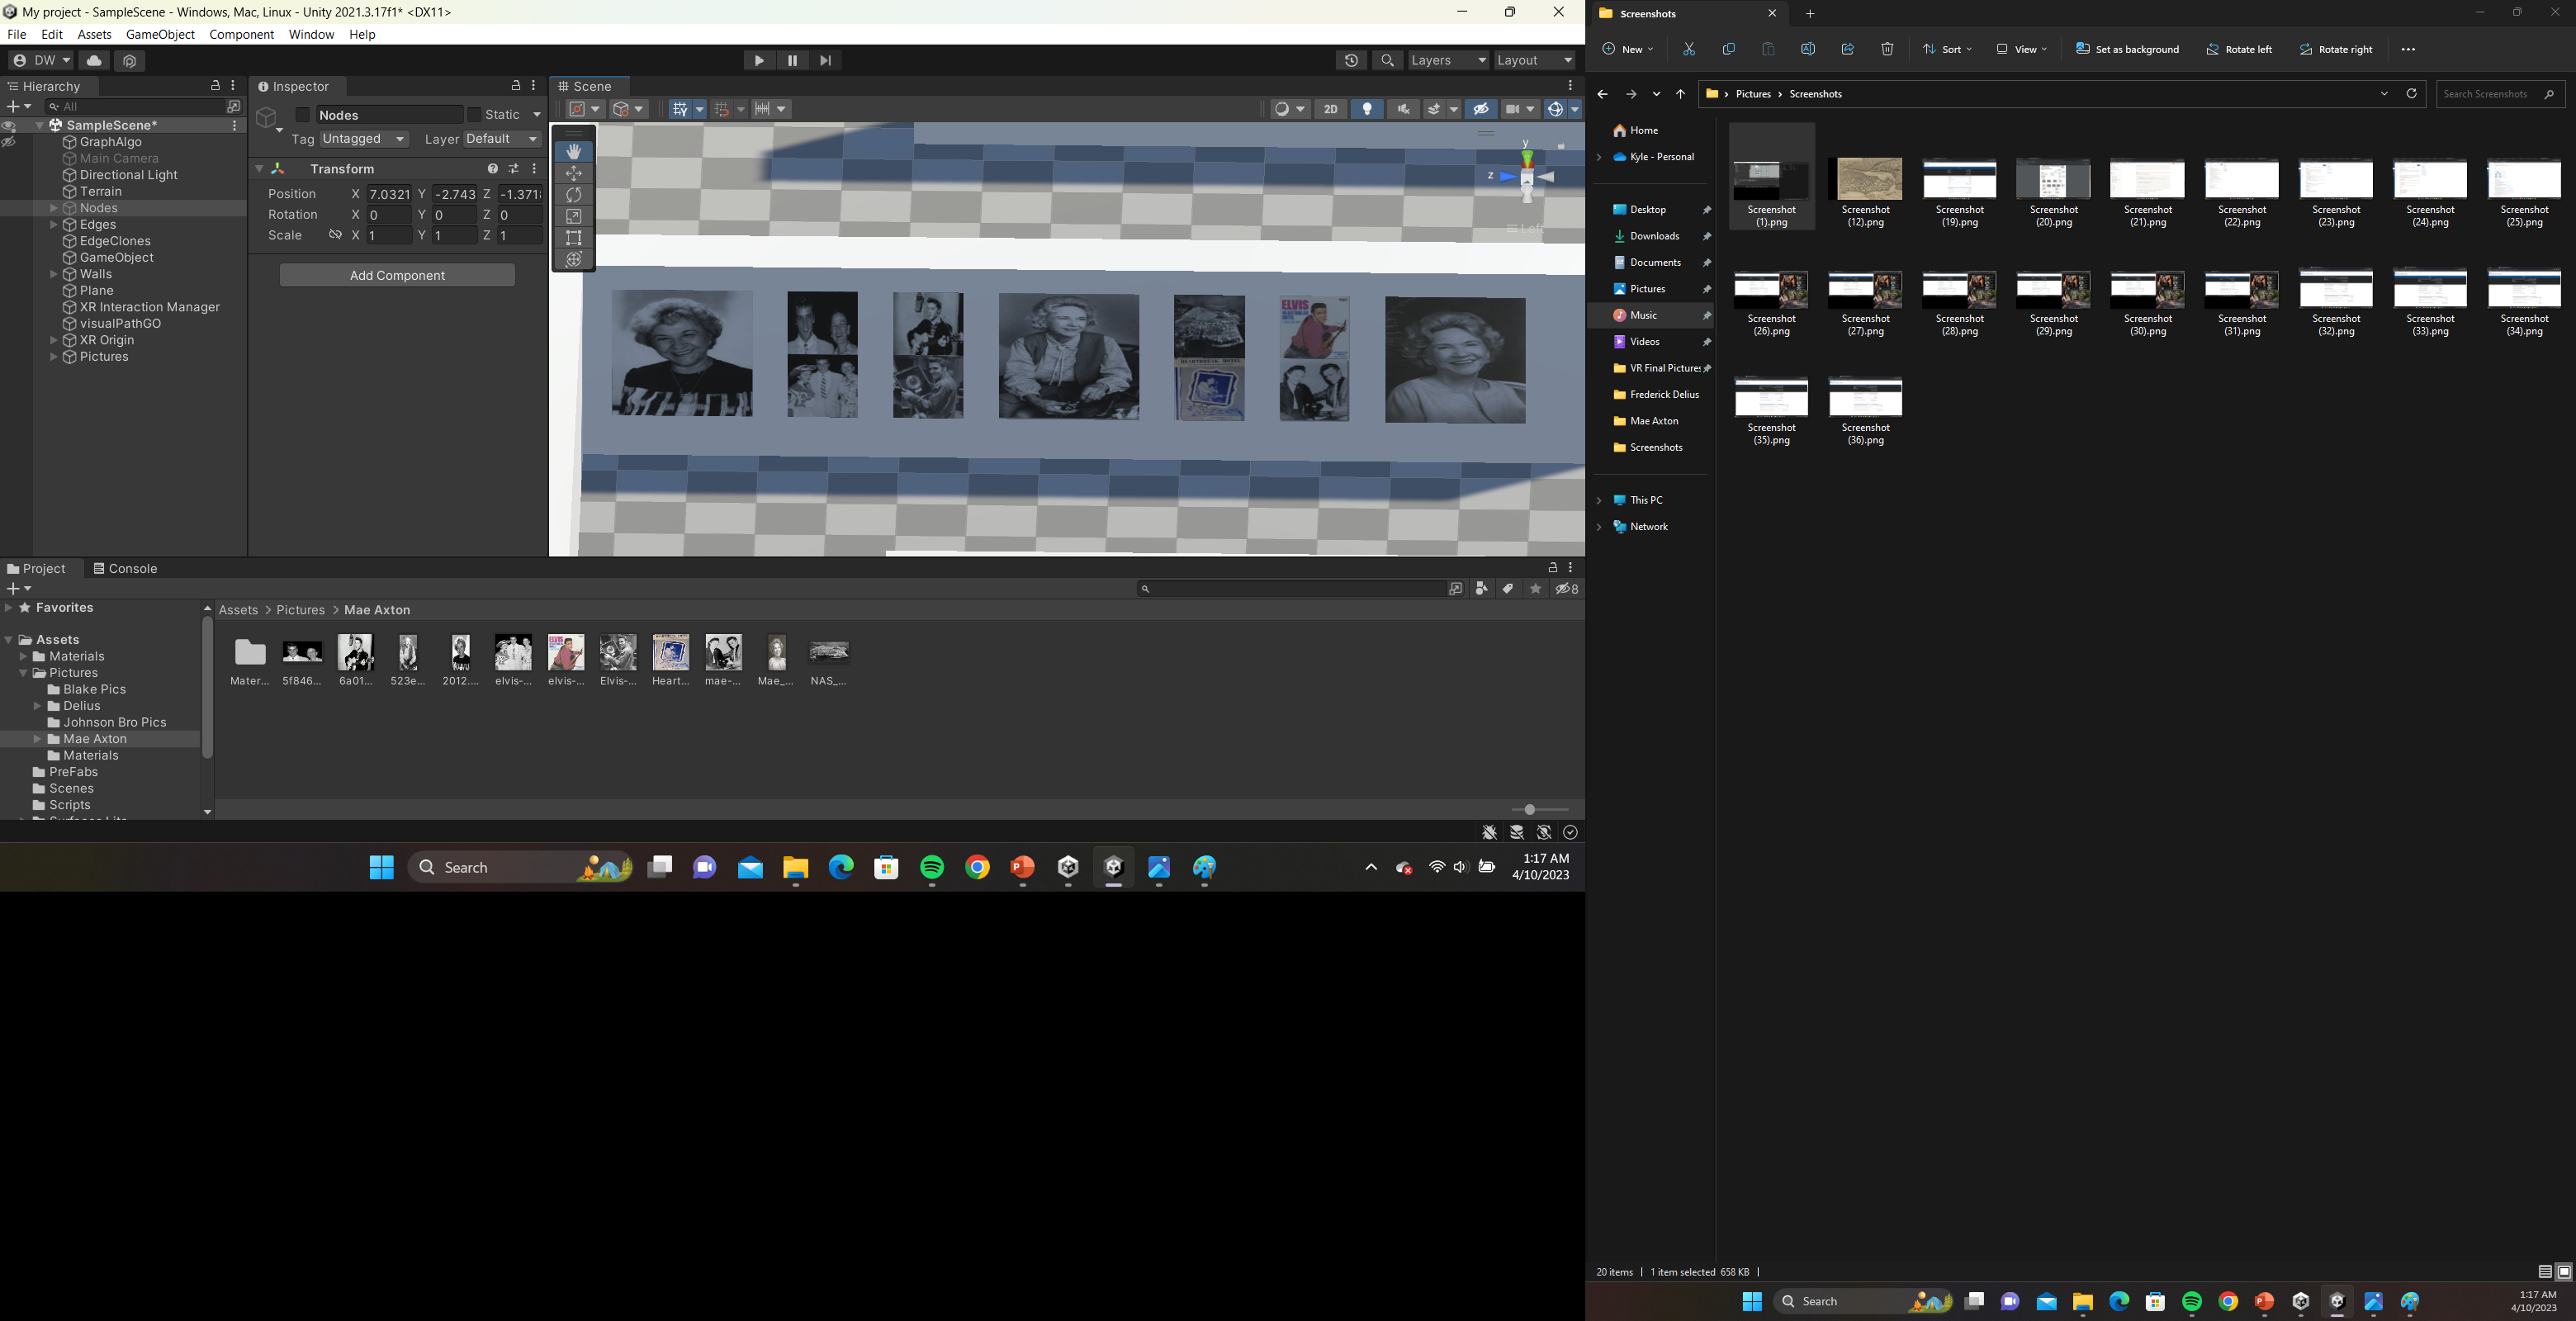 My project - SampleScene - Windows, Mac, Linux - Unity 2021.3.17f1* <DX11>
File Edit Assets GameObject Component Window Help
DW
Layers
Layout
Hierarchy
All
SampleScene*
GraphAlgo
Main Camera
Directional Light
Terrain
Nodes
Edges
EdgeClones
GameObject
Walls
Plane
XR Interaction Manager
visualPathGO
XR Origin
Pictures
Inspector
Nodes
Static
Tag Untagged Layer Default
Transform
Position X 7.0321 Y -2.743 Z -1.371
Rotation X 0 Y 0 Z 0
Scale X 1 Y 1 Z 1
Add Component
Scene
2D
y
z
Left
ELVIS
Project
Console
8
Favorites
Assets
Materials
Pictures
Blake Pics
Delius
Johnson Bro Pics
Mae Axton
Materials
PreFabs
Scenes
Scripts
Assets > Pictures > Mae Axton
Mater... 5f846... 6a01... 523e... 2012.... elvis-... elvis-... Elvis-... Heart... mae-... Mae_... NAS_...
Search
1:17 AM
4/10/2023
Screenshots
New
Sort
View
Set as background
Rotate left
Rotate right
Pictures > Screenshots
Search Screenshots
Home
Kyle - Personal
Desktop
Downloads
Documents
Pictures
Music
Videos
VR Final Pictures
Frederick Delius
Mae Axton
Screenshots
This PC
Network
Screenshot (1).png
Screenshot (12).png
Screenshot (19).png
Screenshot (20).png
Screenshot (21).png
Screenshot (22).png
Screenshot (23).png
Screenshot (24).png
Screenshot (25).png
Screenshot (26).png
Screenshot (27).png
Screenshot (28).png
Screenshot (29).png
Screenshot (30).png
Screenshot (31).png
Screenshot (32).png
Screenshot (33).png
Screenshot (34).png
Screenshot (35).png
Screenshot (36).png
20 items
1 item selected 658 KB
Search
1:17 AM
4/10/2023